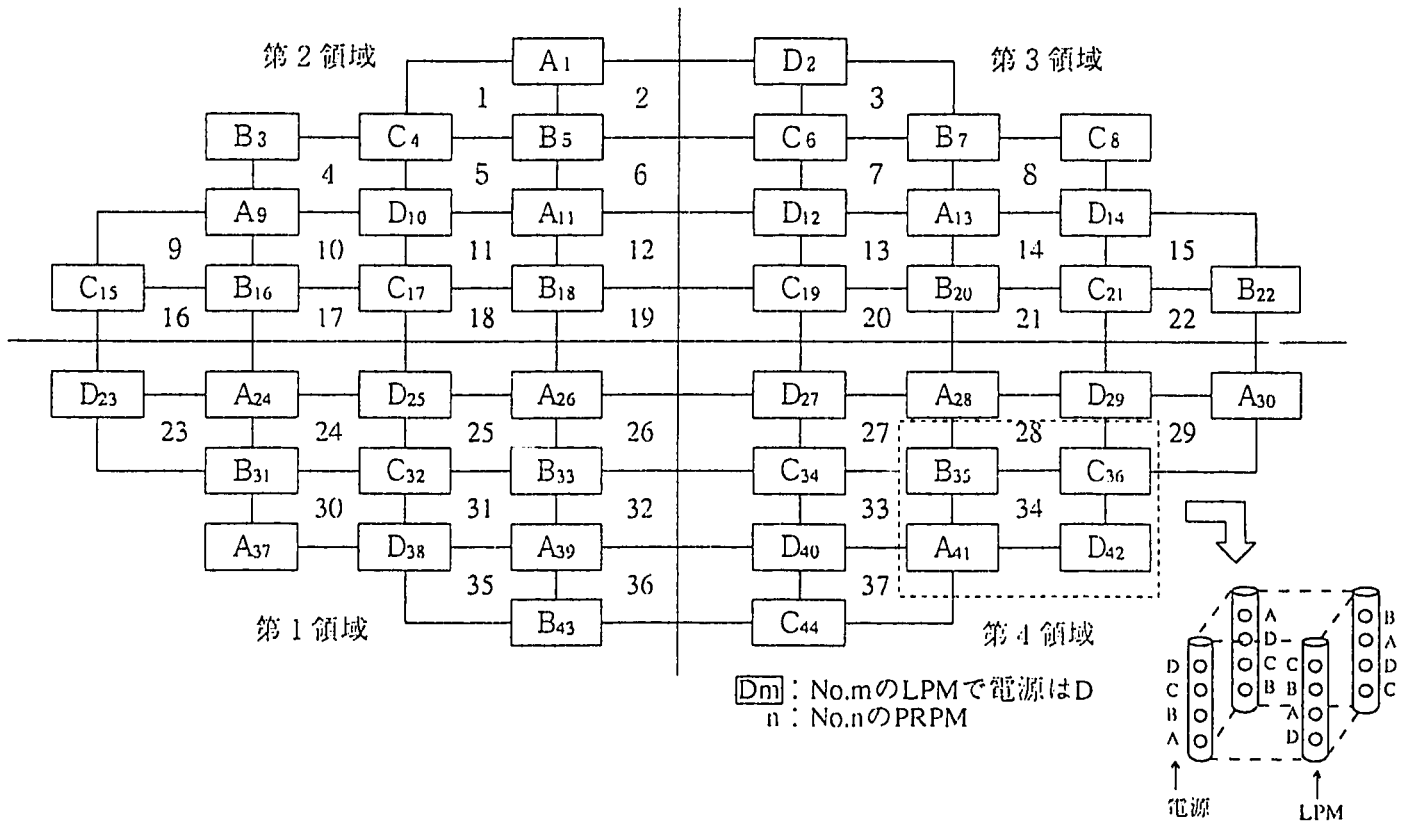 第2領域 A1 D2 第3領域
1 2 3
B3 C4 B5 C6 B7 C8
4 5 6 7 8
A9 D10 A11 D12 A13 D14
9 10 11 12 13 14 15
C15 B16 C17 B18 C19 B20 C21 B22
16 17 18 19 20 21 22
D23 A24 D25 A26 D27 A28 D29 A30
23 24 25 26 27 28 29
B31 C32 B33 C34 B35 C36
30 31 32 33 34
A37 D38 A39 D40 A41 D42
35 36 37
第1領域 B43 C44 第4領域
Dm : No.mのLPMで電源はD
n : No.nのPRPM
A B
D A
D C C D
C B B C
B A
A D
電源 LPM